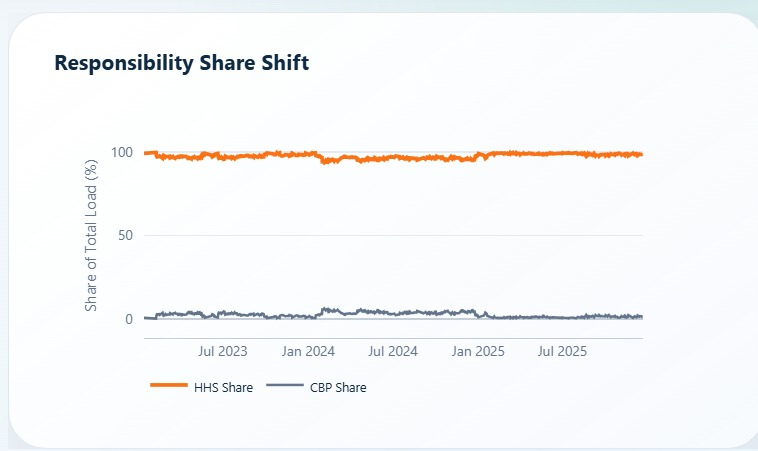 Responsibility Share Shift
Share of Total Load (%)
100
50
0
Jul 2023 Jan 2024 Jul 2024 Jan 2025 Jul 2025
HHS Share CBP Share